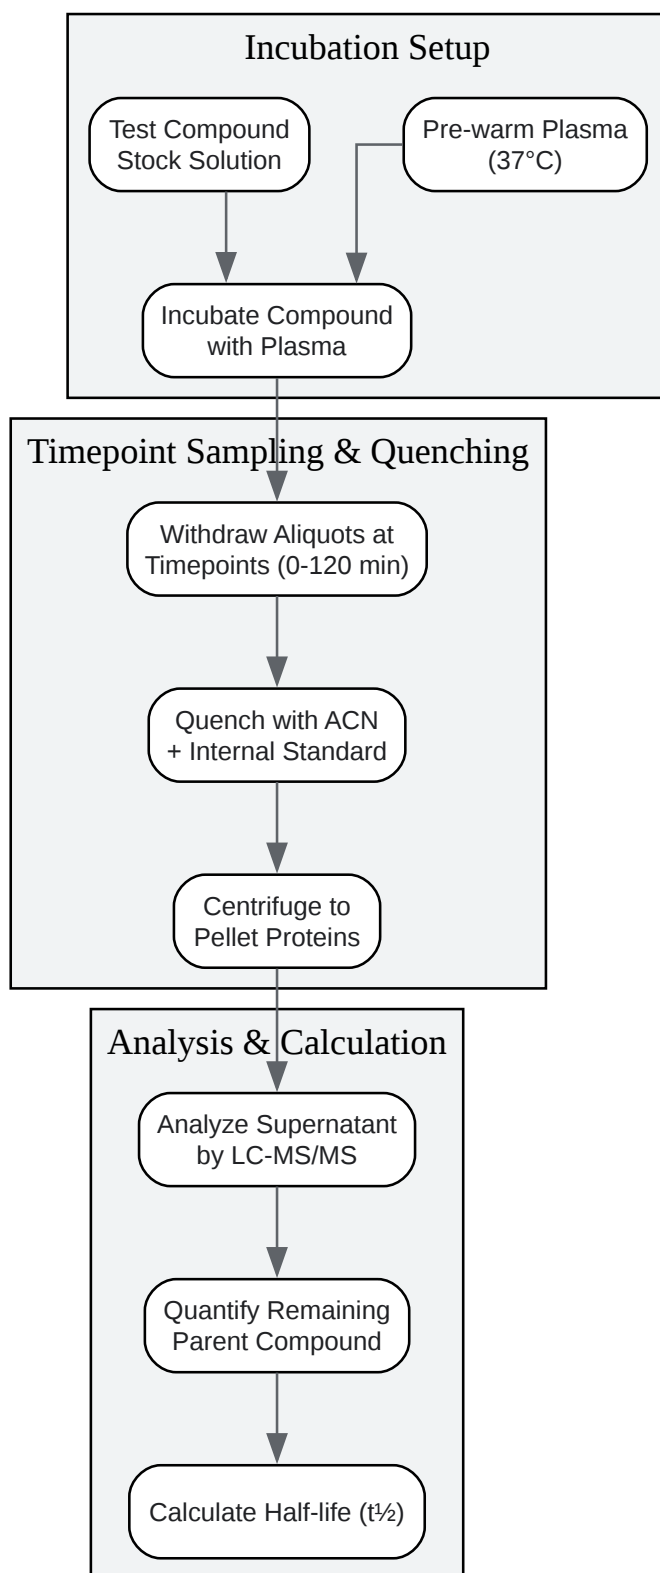 Incubation Setup
Test Compound
Stock Solution
Pre-warm Plasma
(37°C)
Incubate Compound
with Plasma
Timepoint Sampling & Quenching
Withdraw Aliquots at
Timepoints (0-120 min)
Quench with ACN
+ Internal Standard
Centrifuge to
Pellet Proteins
Analysis & Calculation
Analyze Supernatant
by LC-MS/MS
Quantify Remaining
Parent Compound
Calculate Half-life (t½)